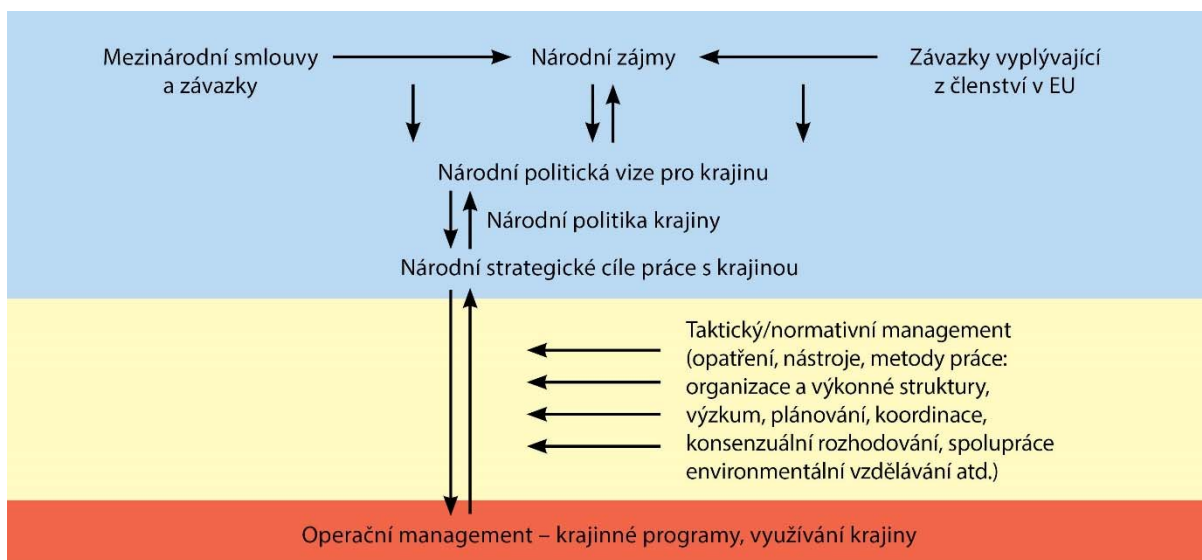 Mezinárodní smlouvy
a závazky
Národní zájmy
Závazky vyplývající
z členství v EU
Národní politická vize pro krajinu
Národní politika krajiny
Národní strategické cíle práce s krajinou
Taktický/normativní management
(opatření, nástroje, metody práce:
organizace a výkonné struktury,
výzkum, plánování, koordinace,
konsenzuální rozhodování, spolupráce
environmentální vzdělávání atd.)
Operační management – krajinné programy, využívání krajiny